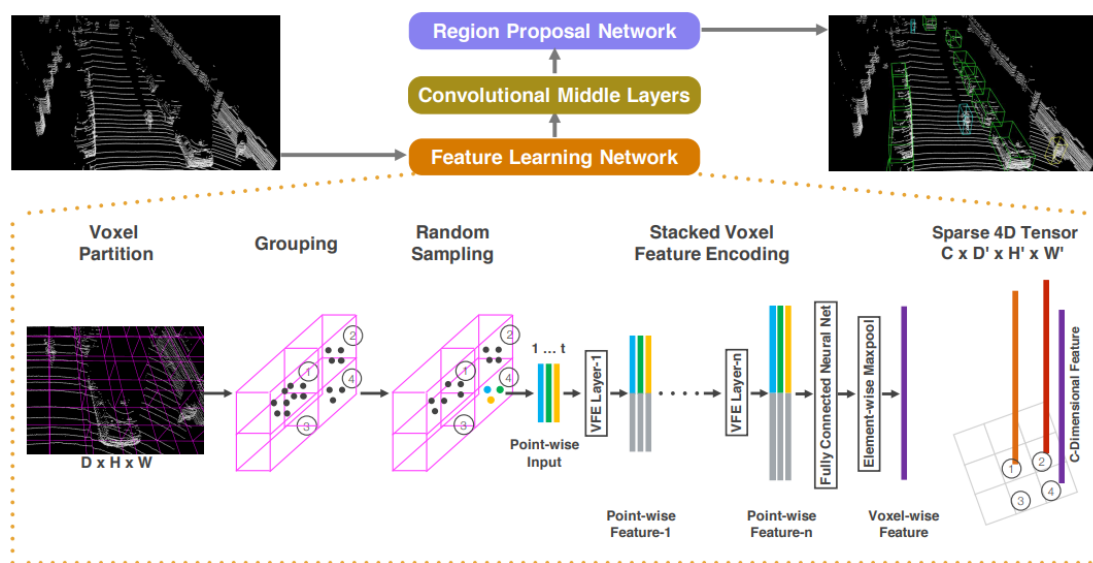 Region Proposal Network
Convolutional Middle Layers
Feature Learning Network
Voxel
Partition
Grouping
Random
Sampling
Stacked Voxel
Feature Encoding
Sparse 4D Tensor
C x D' x H' x W'
D x H x W
1
2
3
4
1
2
3
4
1 ... t
Point-wise
Input
VFE Layer-1
Point-wise
Feature-1
VFE Layer-n
Point-wise
Feature-n
Fully Connected Neural Net
Element-wise Maxpool
Voxel-wise
Feature
C-Dimensional Feature
1
2
3
4